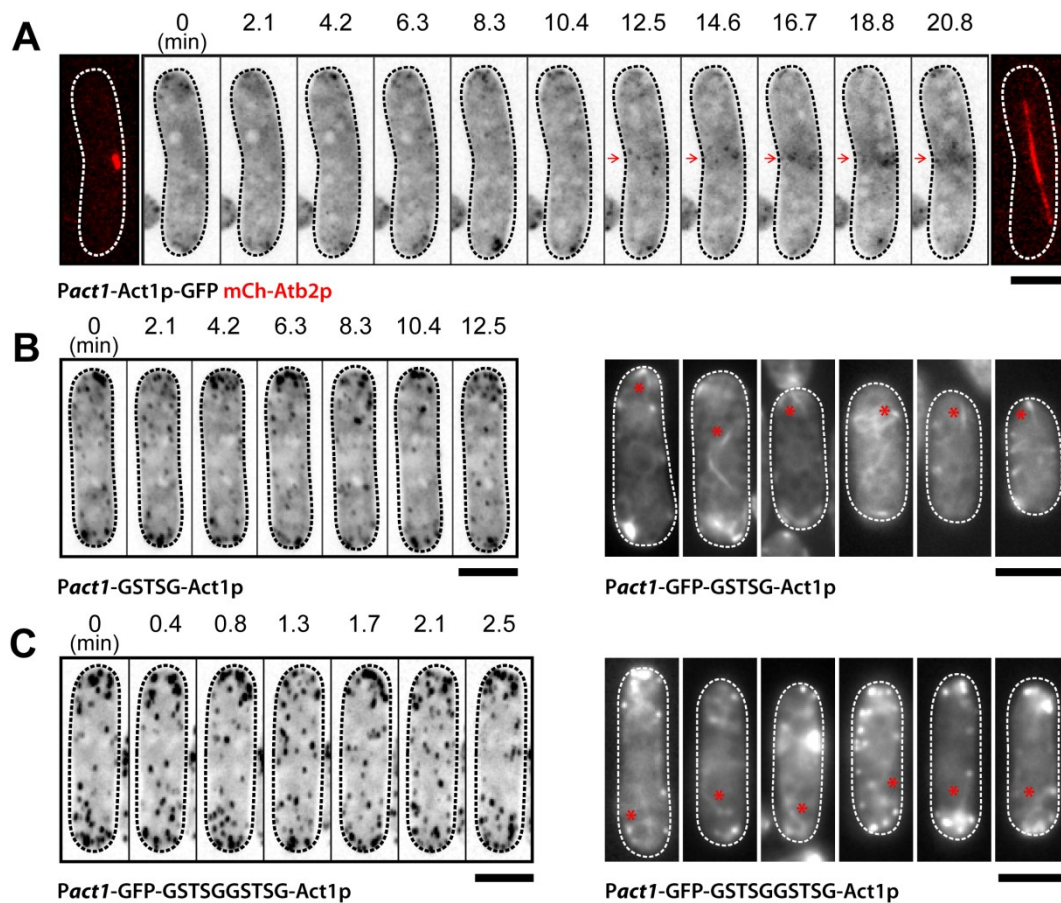 A
0 2.1 4.2 6.3 8.3 10.4 12.5 14.6 16.7 18.8 20.8
(min)
Pact1-Act1p-GFP mCh-Atb2p
B
0 2.1 4.2 6.3 8.3 10.4 12.5
(min)
* * * * * *
Pact1-GSTSG-Act1p
Pact1-GFP-GSTSG-Act1p
C
0 0.4 0.8 1.3 1.7 2.1 2.5
(min)
* * * * * *
Pact1-GFP-GSTSGGSTSG-Act1p
Pact1-GFP-GSTSGGSTSG-Act1p